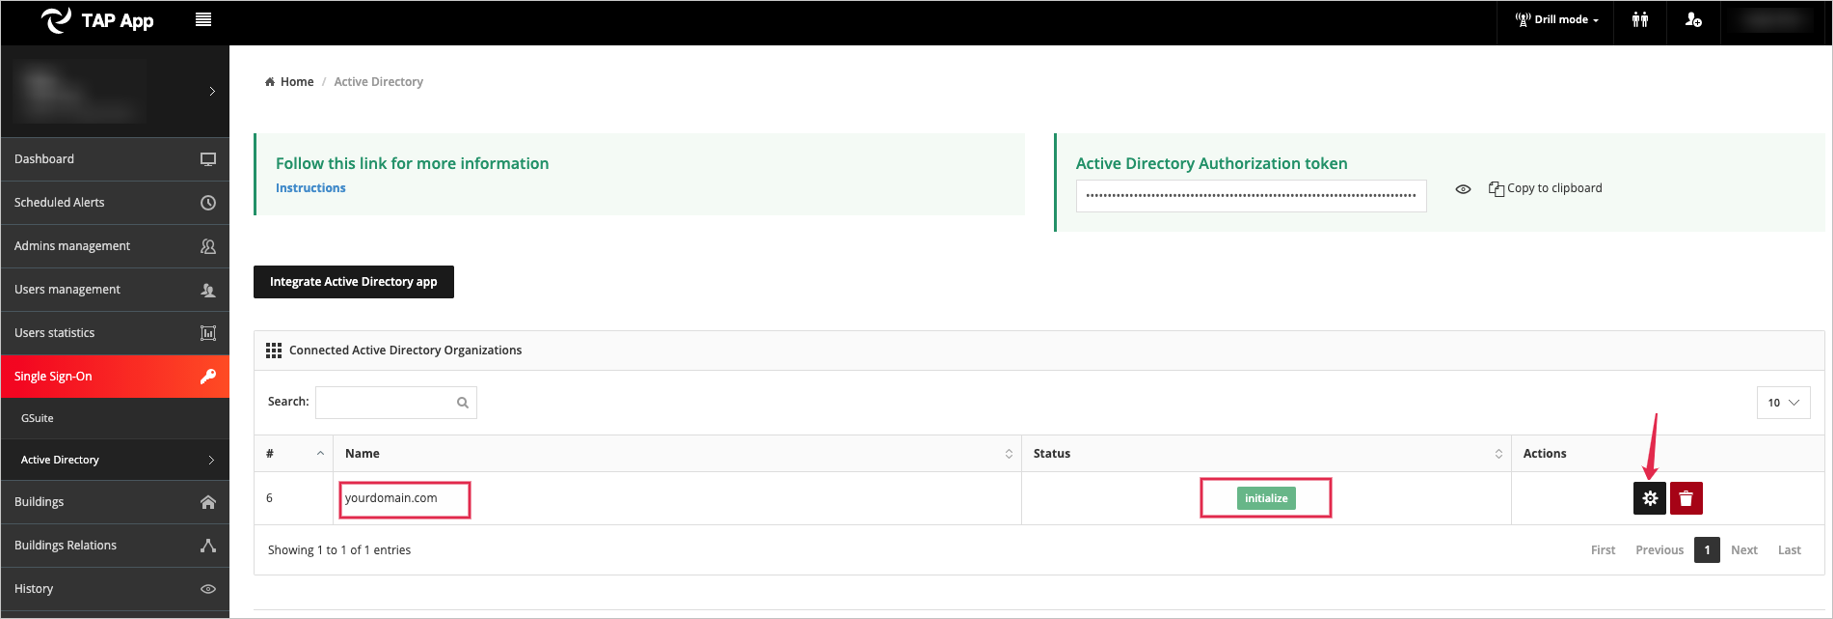 TAP App
Drill mode
Home / Active Directory
Dashboard
Scheduled Alerts
Admins management
Users management
Users statistics
Single Sign-On
GSuite
Active Directory
Buildings
Buildings Relations
History
Follow this link for more information
Instructions
Active Directory Authorization token
Copy to clipboard
Integrate Active Directory app
Connected Active Directory Organizations
Search:
10
# Name Status Actions
6 yourdomain.com initialize
Showing 1 to 1 of 1 entries
First Previous 1 Next Last